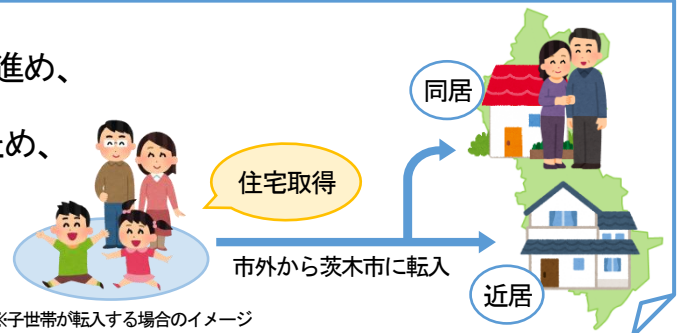 進め、
同居
ため、
住宅取得
市外から茨木市に転入
近居
※子世帯が転入する場合のイメージ